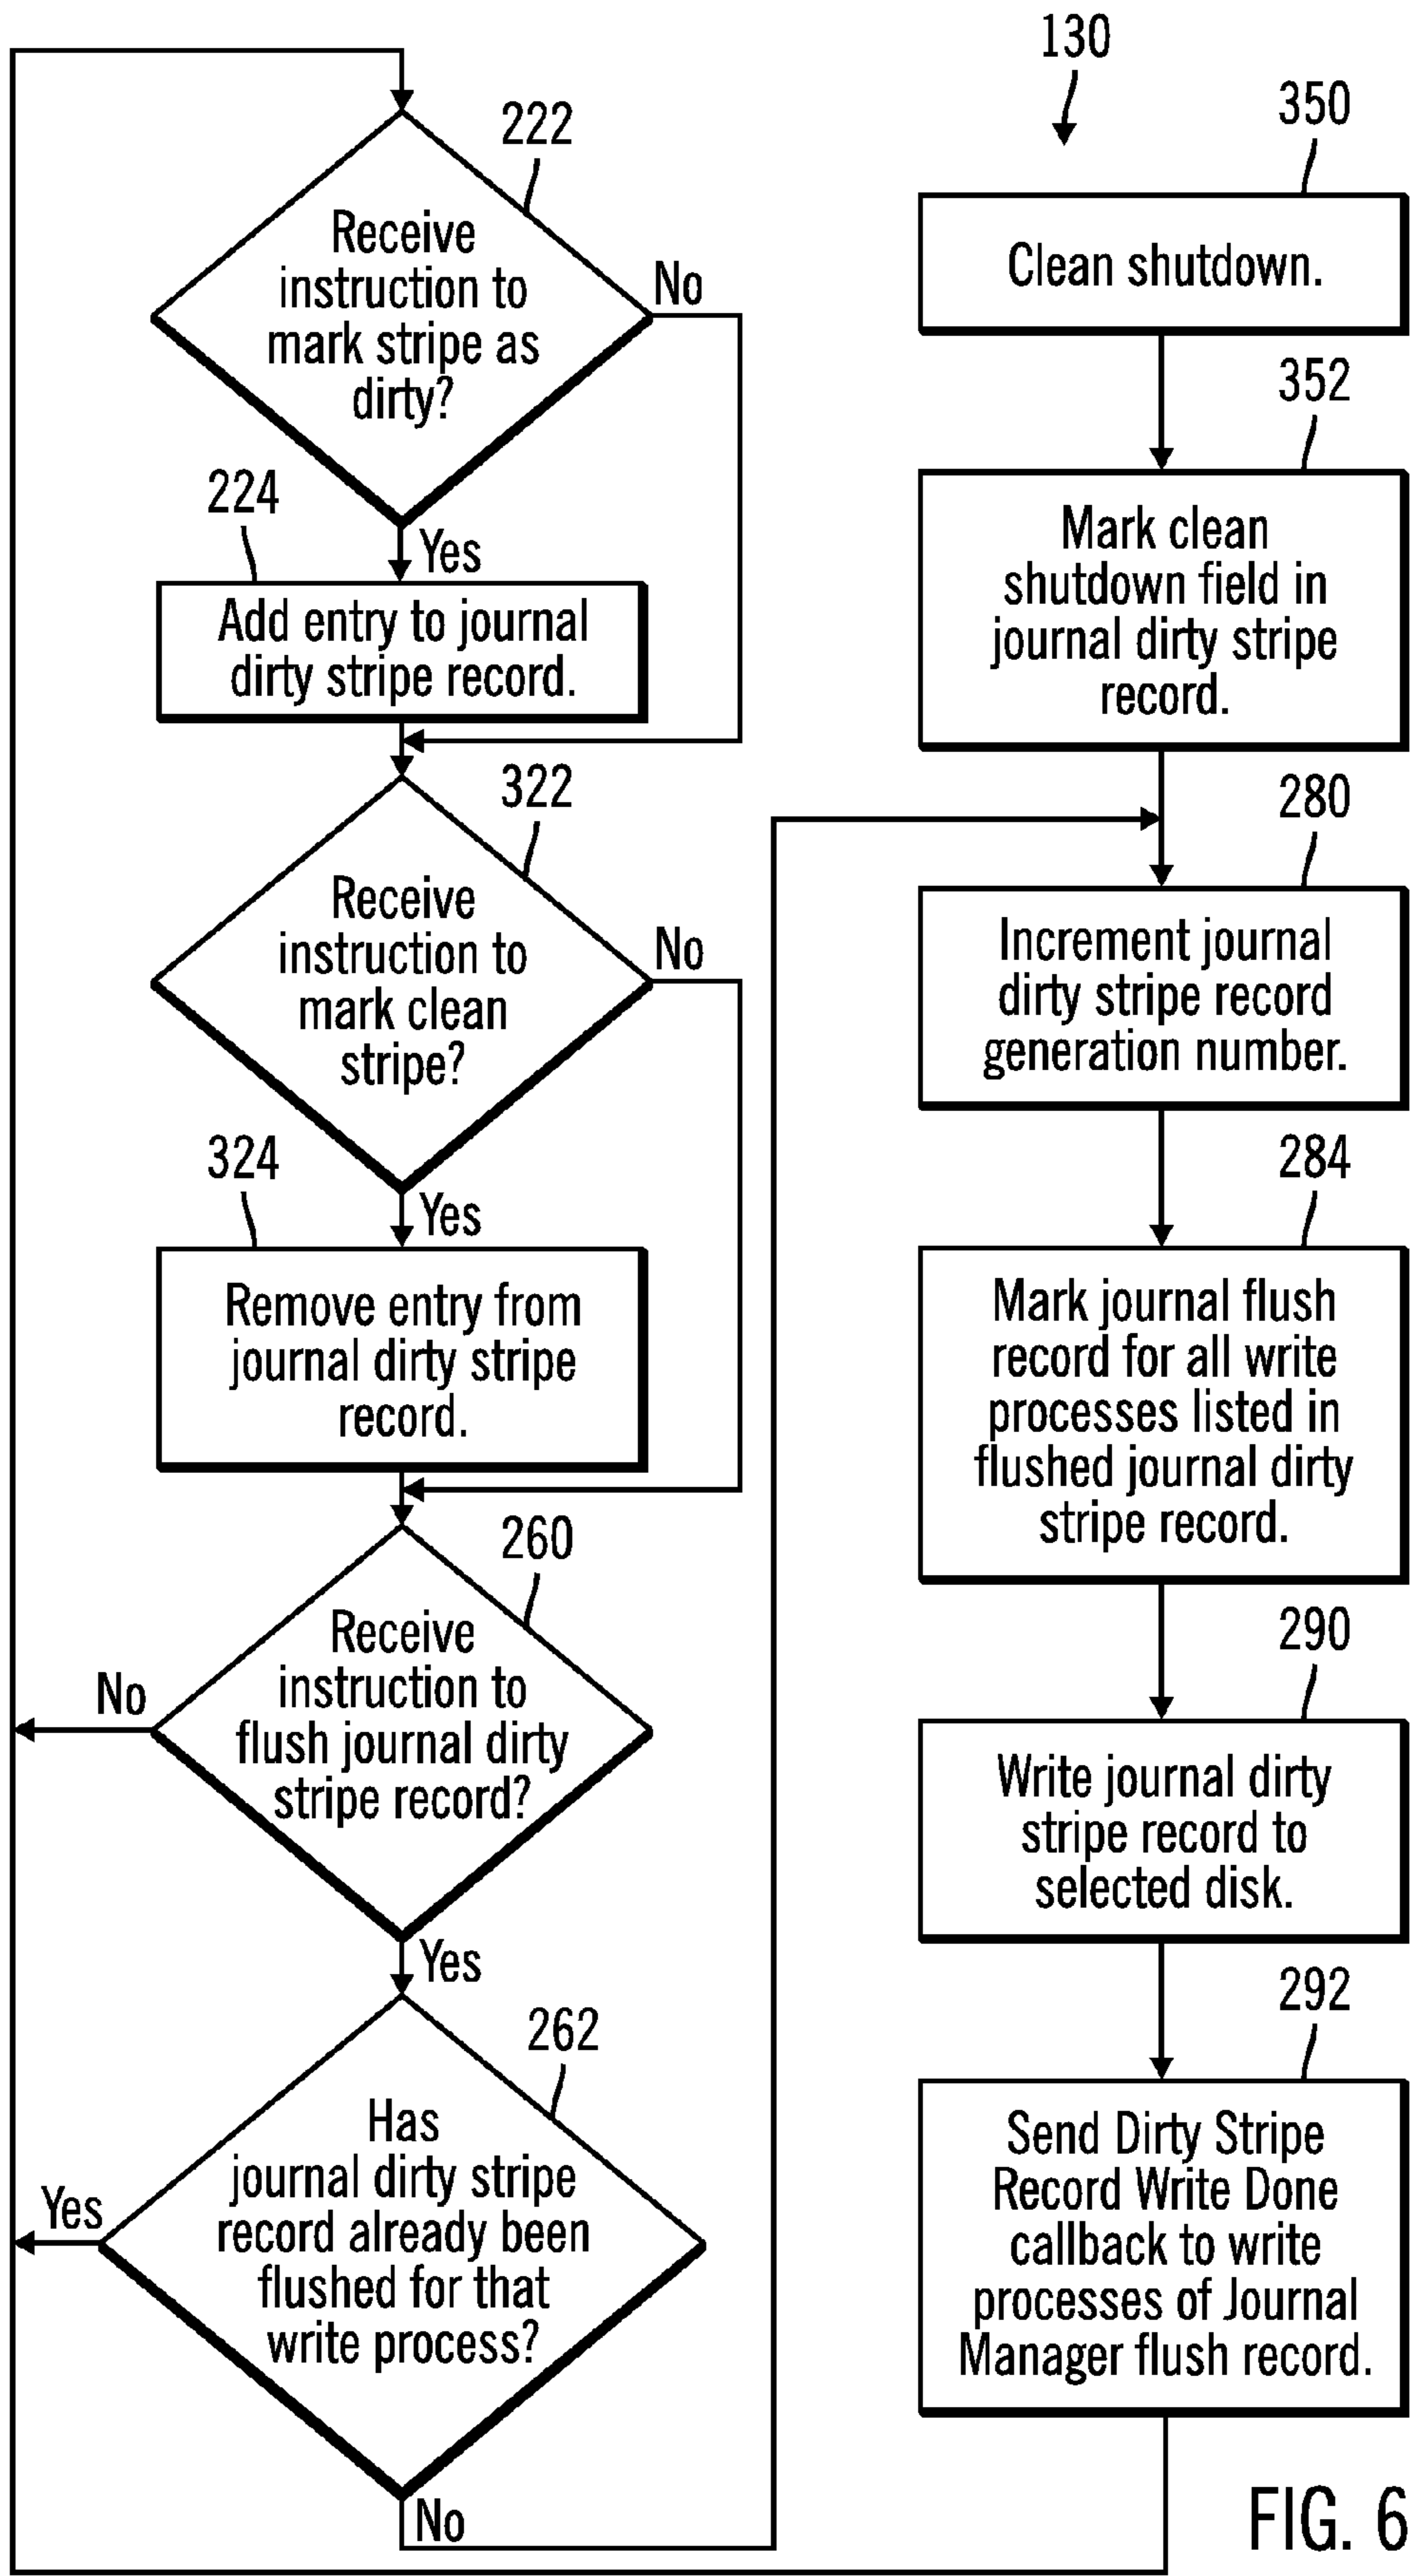 222
Receive
instruction to
mark stripe as
dirty?
No
Yes
224
Add entry to journal
dirty stripe record.
322
Receive
instruction to
mark clean
stripe?
No
Yes
324
Remove entry from
journal dirty stripe
record.
260
Receive
instruction to
flush journal dirty
stripe record?
No
Yes
262
Has
journal dirty stripe
record already been
flushed for that
write process?
Yes
No
130
350
Clean shutdown.
352
Mark clean
shutdown field in
journal dirty stripe
record.
280
Increment journal
dirty stripe record
generation number.
284
Mark journal flush
record for all write
processes listed in
flushed journal dirty
stripe record.
290
Write journal dirty
stripe record to
selected disk.
292
Send Dirty Stripe
Record Write Done
callback to write
processes of Journal
Manager flush record.
FIG. 6